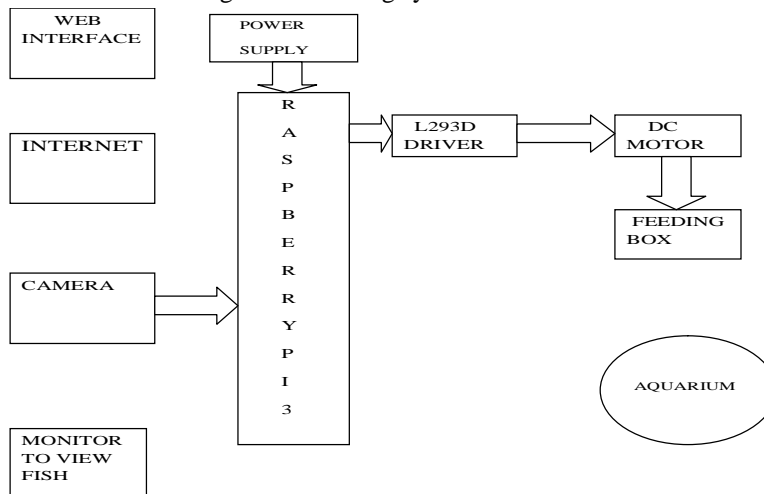 WEB
INTERFACE
POWER
SUPPLY
R
A
S
P
B
E
R
R
Y
P
I
3
L293D
DRIVER
DC
MOTOR
INTERNET
FEEDING
BOX
CAMERA
AQUARIUM
MONITOR
TO VIEW
FISH